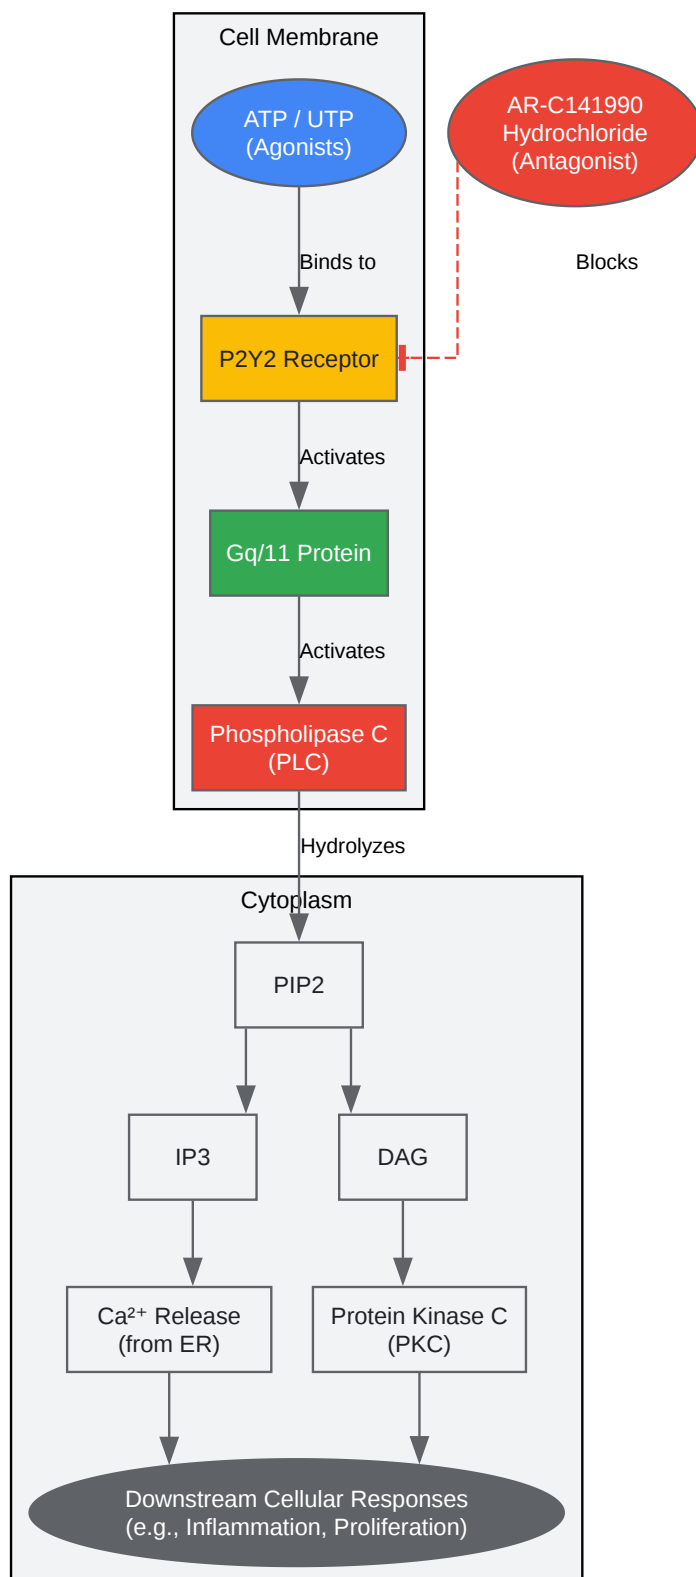 Cell Membrane
ATP / UTP
(Agonists)
AR-C141990
Hydrochloride
(Antagonist)
Binds to
Blocks
P2Y2 Receptor
Activates
Gq/11 Protein
Activates
Phospholipase C
(PLC)
Hydrolyzes
Cytoplasm
PIP2
IP3
DAG
Ca²⁺ Release
(from ER)
Protein Kinase C
(PKC)
Downstream Cellular Responses
(e.g., Inflammation, Proliferation)